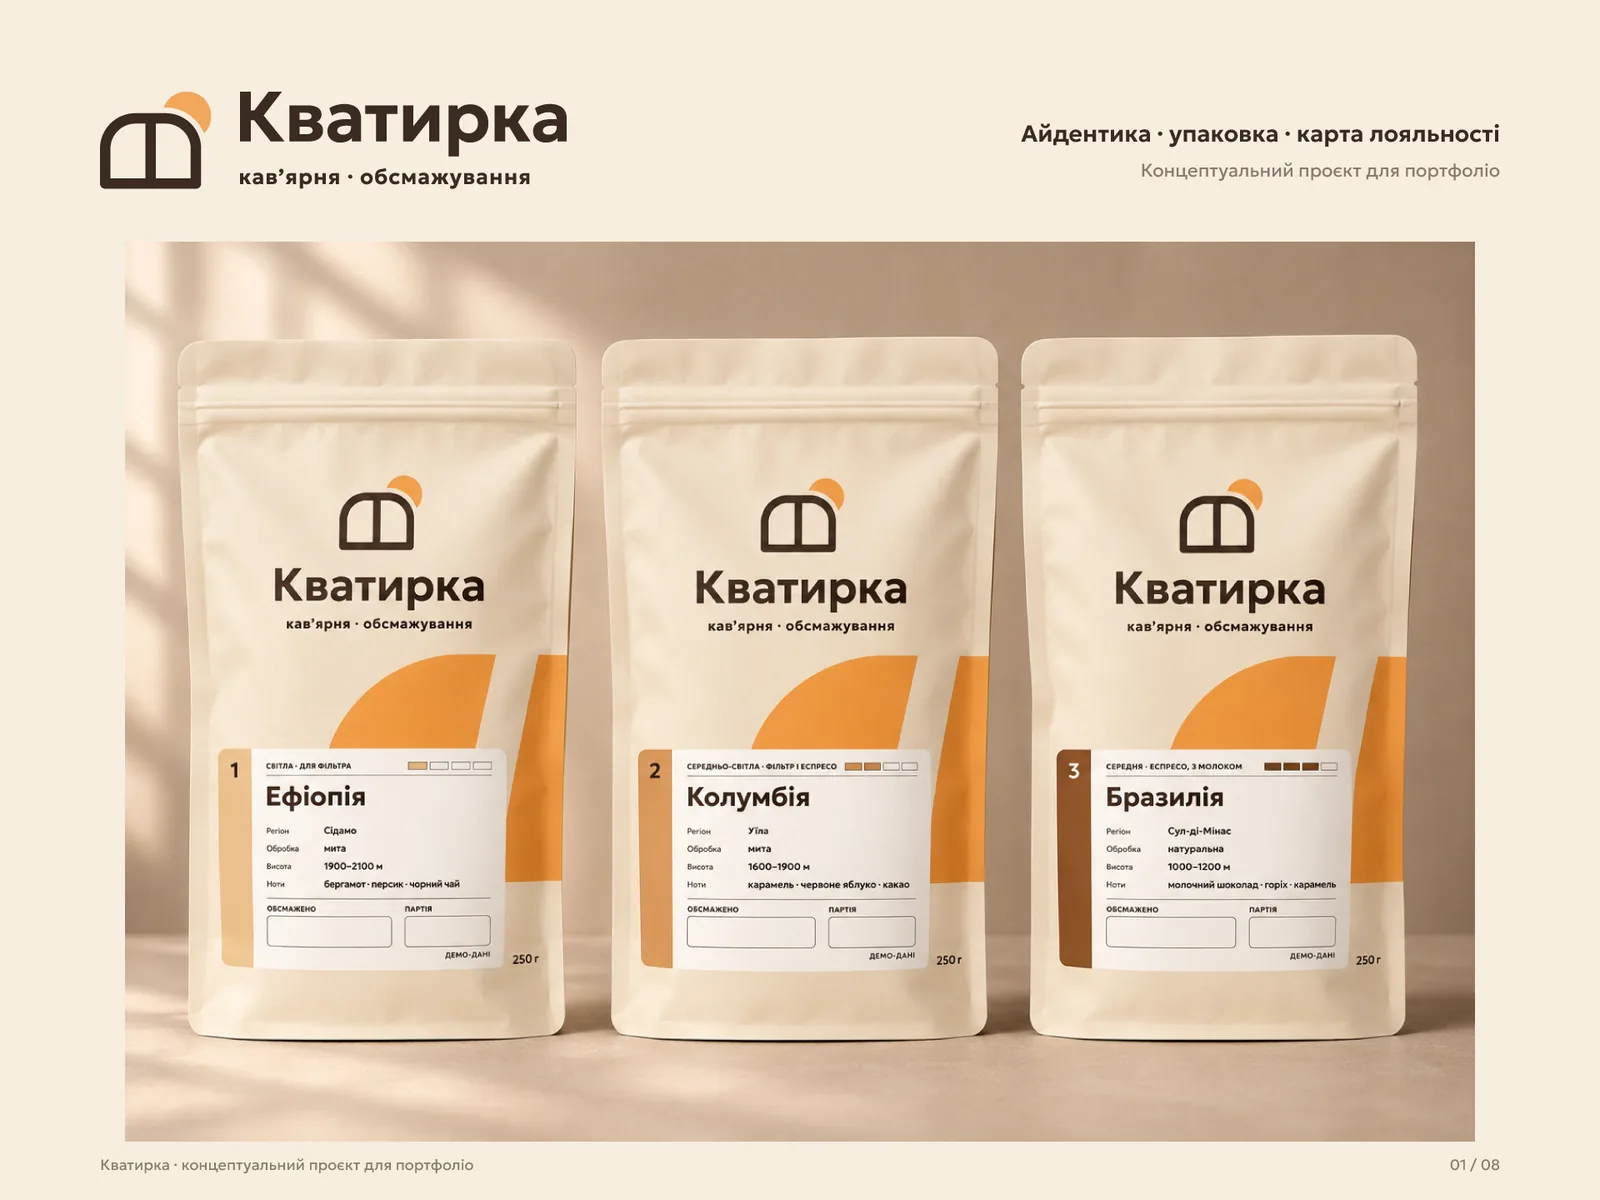 Кватирка
кав’ярня · обсмажування
Айдентика · упаковка · карта лояльності
Концептуальний проєкт для портфоліо
Кватирка
кав’ярня · обсмажування
1
СВІТЛА · ДЛЯ ФІЛЬТРА
Ефіопія
Регіон Сідамо
Обробка мита
Висота 1900–2100 м
Ноти бергамот · персик · чорний чай
ОБСМАЖЕНО ПАРТІЯ
ДЕМО-ДАНІ
250 г
Кватирка
кав’ярня · обсмажування
2
СЕРЕДНЬО-СВІТЛА · ФІЛЬТР І ЕСПРЕСО
Колумбія
Регіон Уїла
Обробка мита
Висота 1600–1900 м
Ноти карамель · червоне яблуко · какао
ОБСМАЖЕНО ПАРТІЯ
ДЕМО-ДАНІ
250 г
Кватирка
кав’ярня · обсмажування
3
СЕРЕДНЯ · ЕСПРЕСО, З МОЛОКОМ
Бразилія
Регіон Сул-ді-Мінас
Обробка натуральна
Висота 1000–1200 м
Ноти молочний шоколад · горіх · карамель
ОБСМАЖЕНО ПАРТІЯ
ДЕМО-ДАНІ
250 г
Кватирка · концептуальний проєкт для портфоліо
01 / 08